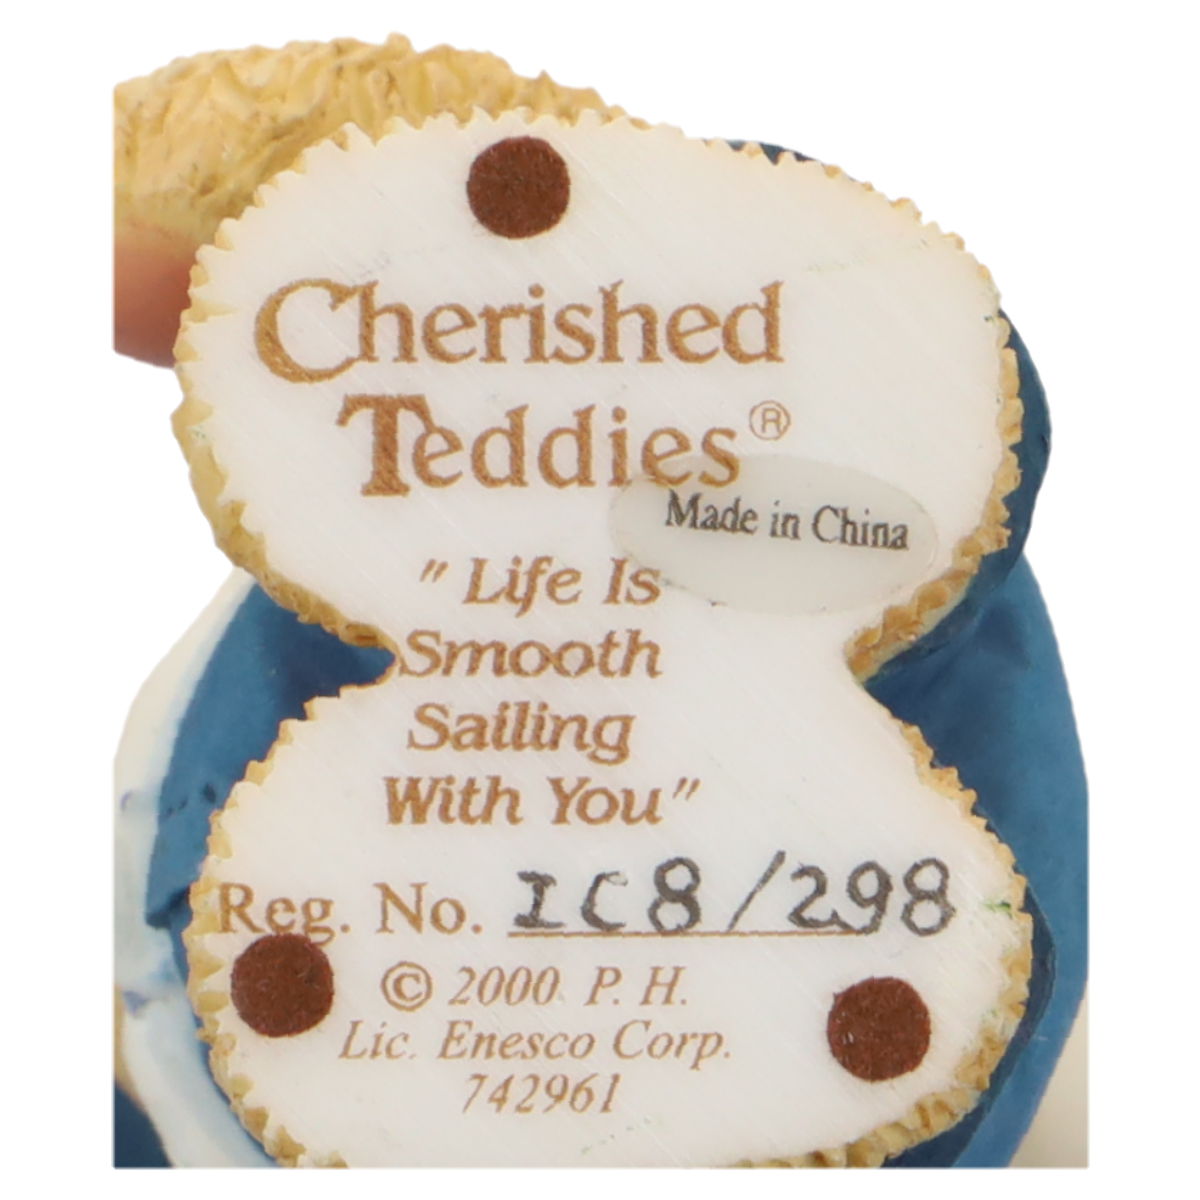 Cherished
Teddies®
Made in China
"Life Is
Smooth
Sailing
With You"
Reg. No. IC8/298
© 2000 P. H.
Lic. Enesco Corp.
742961